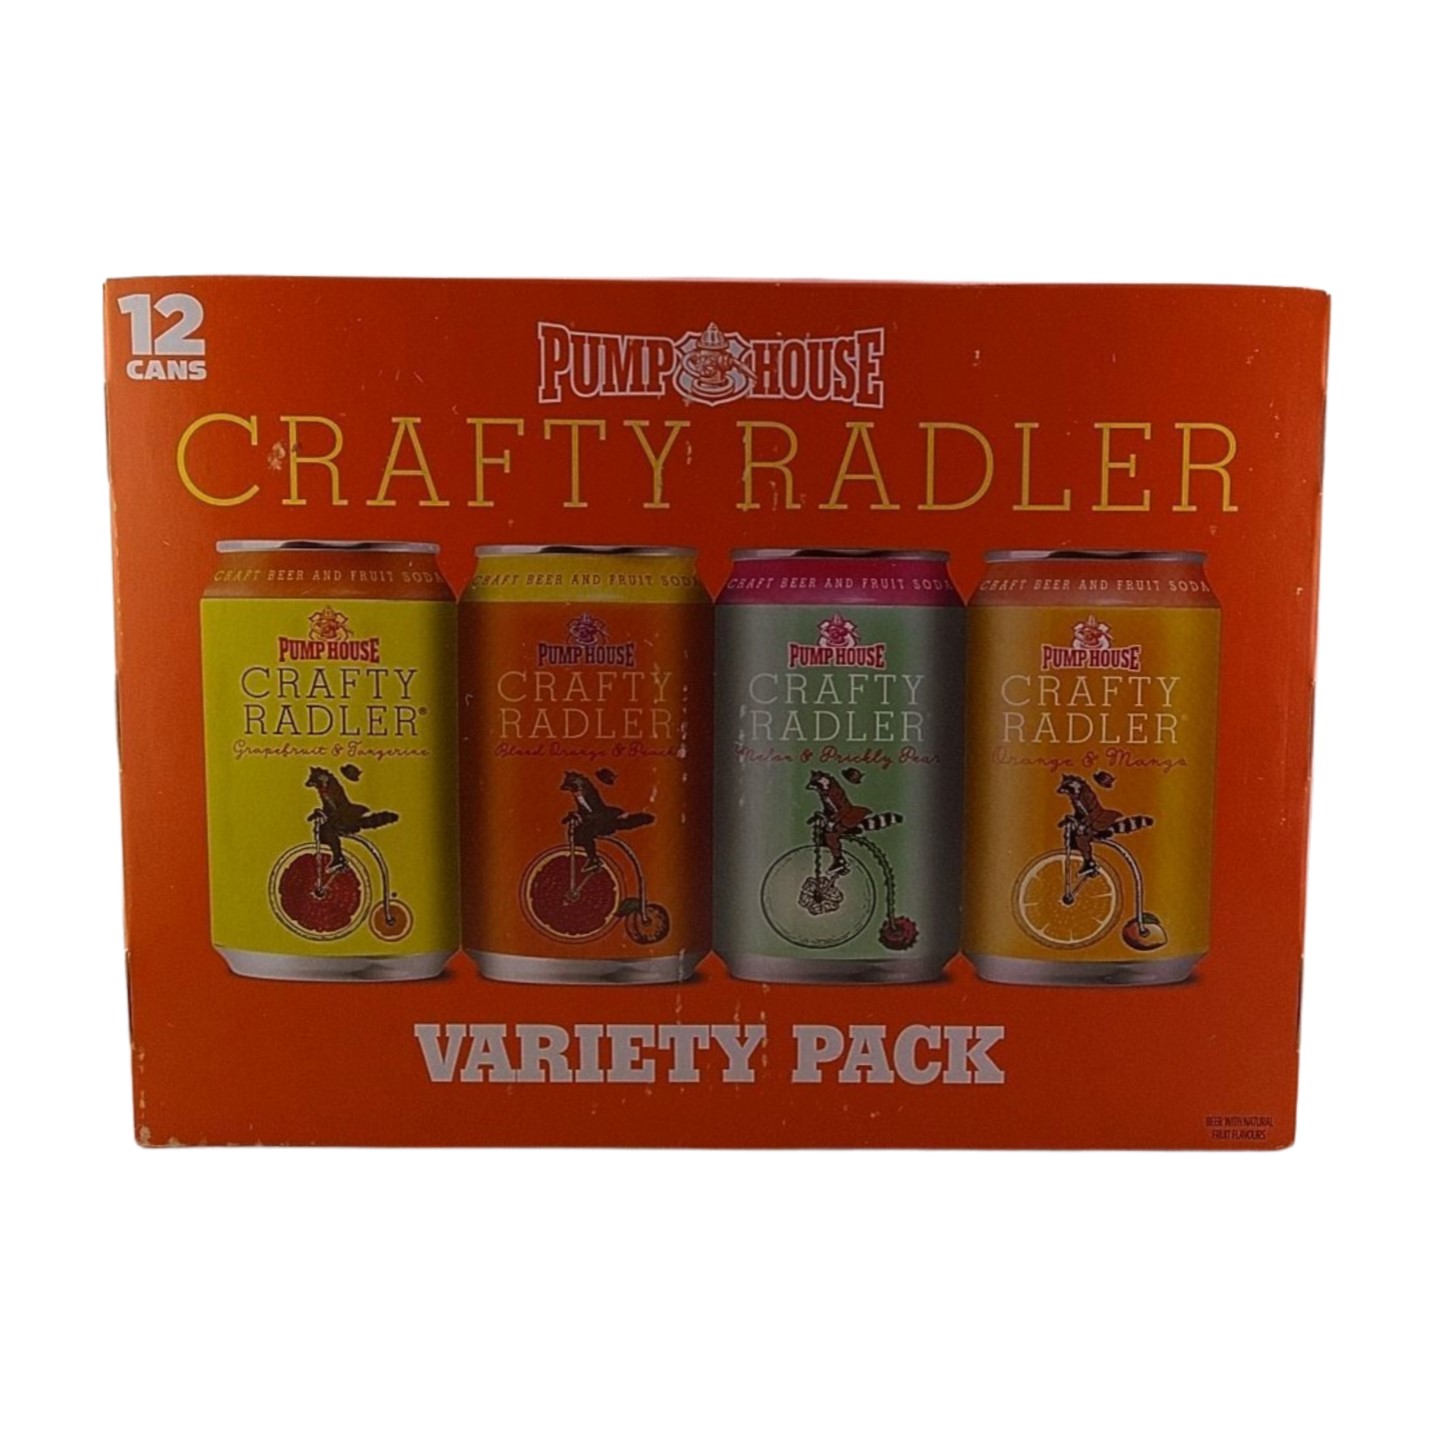 12
CANS
PUMP HOUSE
CRAFTY RADLER
CRAFT BEER AND FRUIT SODA
PUMP HOUSE
CRAFTY
RADLER®
Grapefruit & Tangerine
CRAFT BEER AND FRUIT SODA
PUMP HOUSE
CRAFTY
RADLER
Blood Orange & Peach
CRAFT BEER AND FRUIT SODA
PUMP HOUSE
CRAFTY
RADLER
Melon & Prickly Pear
CRAFT BEER AND FRUIT SODA
PUMP HOUSE
CRAFTY
RADLER
Orange & Mango
VARIETY PACK
BEER WITH NATURAL
FRUIT FLAVOURS